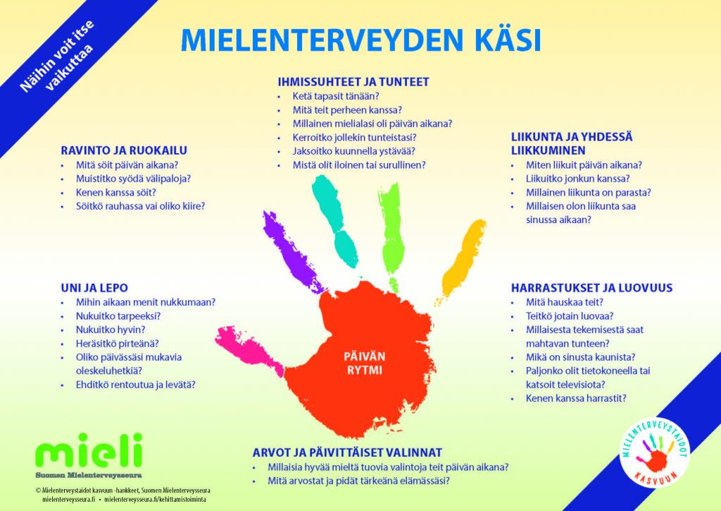 Näihin voit itse
vaikuttaa
MIELENTERVEYDEN KÄSI
IHMISSUHTEET JA TUNTEET
• Ketä tapasit tänään?
• Mitä teit perheen kanssa?
• Millainen mielialasi oli päivän aikana?
• Kerroitko jollekin tunteistasi?
• Jaksoitko kuunnella ystävää?
• Mistä olit iloinen tai surullinen?
RAVINTO JA RUOKAILU
• Mitä söit päivän aikana?
• Muistitko syödä välipaloja?
• Kenen kanssa söit?
• Söitkö rauhassa vai oliko kiire?
LIIKUNTA JA YHDESSÄ
LIIKKUMINEN
• Miten liikuit päivän aikana?
• Liikuitko jonkun kanssa?
• Millainen liikunta on parasta?
• Millaisen olon liikunta saa
sinussa aikaan?
UNI JA LEPO
• Mihin aikaan menit nukkumaan?
• Nukuitko tarpeeksi?
• Nukuitko hyvin?
• Heräsitkö pirteänä?
• Oliko päivässäsi mukavia
oleskeluhetkiä?
• Ehditkö rentoutua ja levätä?
HARRASTUKSET JA LUOVUUS
• Mitä hauskaa teit?
• Teitkö jotain luovaa?
• Millaisesta tekemisestä saat
mahtavan tunteen?
• Mikä on sinusta kaunista?
• Paljonko olit tietokoneella tai
katsoit televisiota?
• Kenen kanssa harrastit?
PÄIVÄN
RYTMI
ARVOT JA PÄIVITTÄISET VALINNAT
• Millaisia hyvää mieltä tuovia valintoja teit päivän aikana?
• Mitä arvostat ja pidät tärkeänä elämässäsi?
mieli
Suomen Mielenterveysseura
© Mielenterveystaidot kasvuun -hankkeet, Suomen Mielenterveysseura
mielenterveysseura.fi • mielenterveysseura.fi/kehittamistoiminta
MIELENTERVEYSTAIDOT
KASVUUN